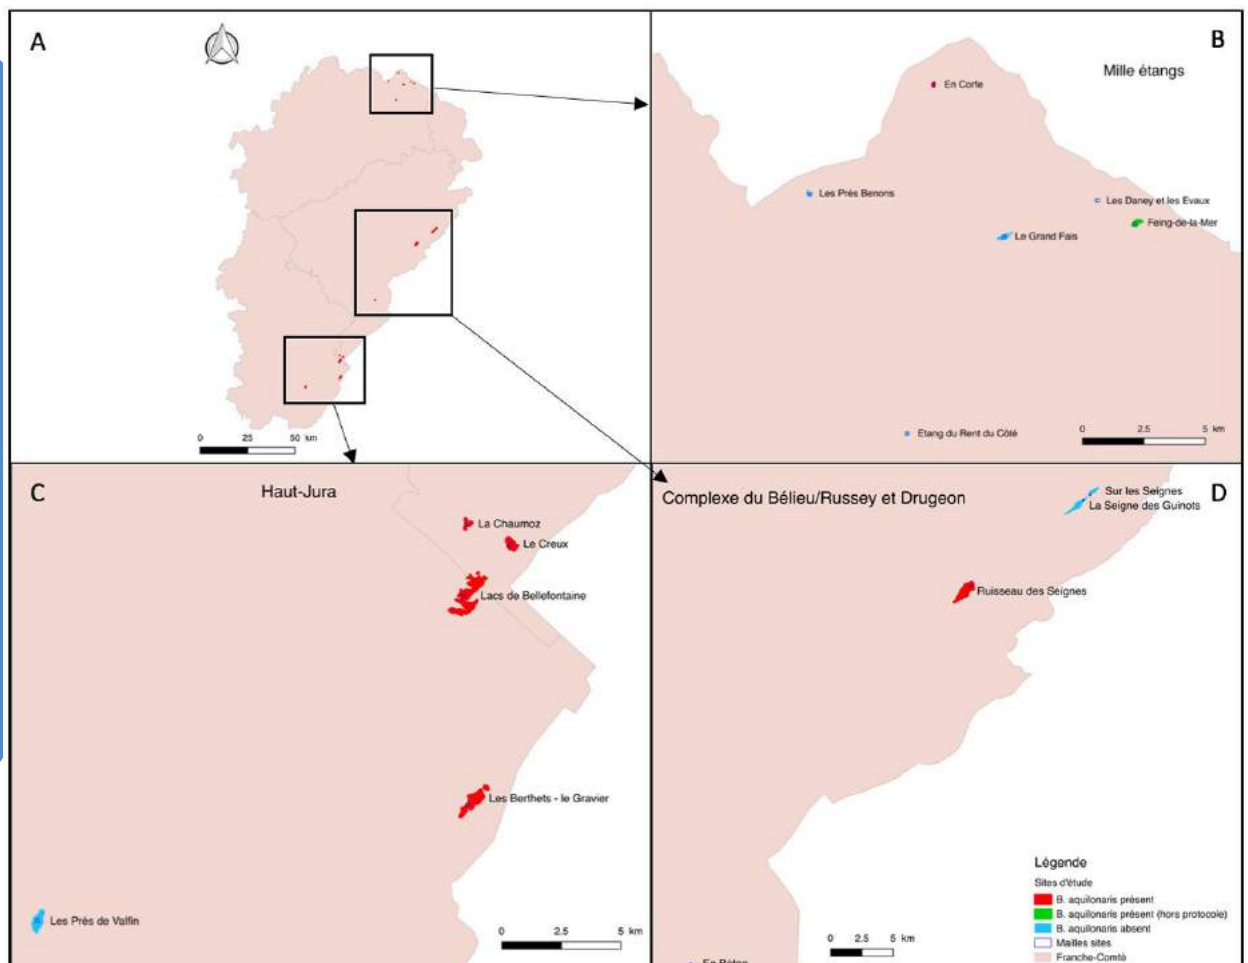 A
0 25 50 km
B
Mille étangs
En Corte
Les Prés Benons
Les Daney et les Evaux
Feing-de-la-Mer
Le Grand Fais
Etang du Rent du Côté
0 2.5 5 km
C
Haut-Jura
La Chaumoz
Le Creux
Lacs de Bellefontaine
Les Berthets - le Gravier
Les Prés de Valfin
0 2.5 5 km
D
Complexe du Bélieu/Russey et Drugeon
Sur les Seignes
La Seigne des Guinots
Ruisseau des Seignes
0 2.5 5 km
Légende
Sites d'étude
B. aquilonaris présent
B. aquilonaris présent (hors protocole)
B. aquilonaris absent
Mailles sites
Franche-Comté